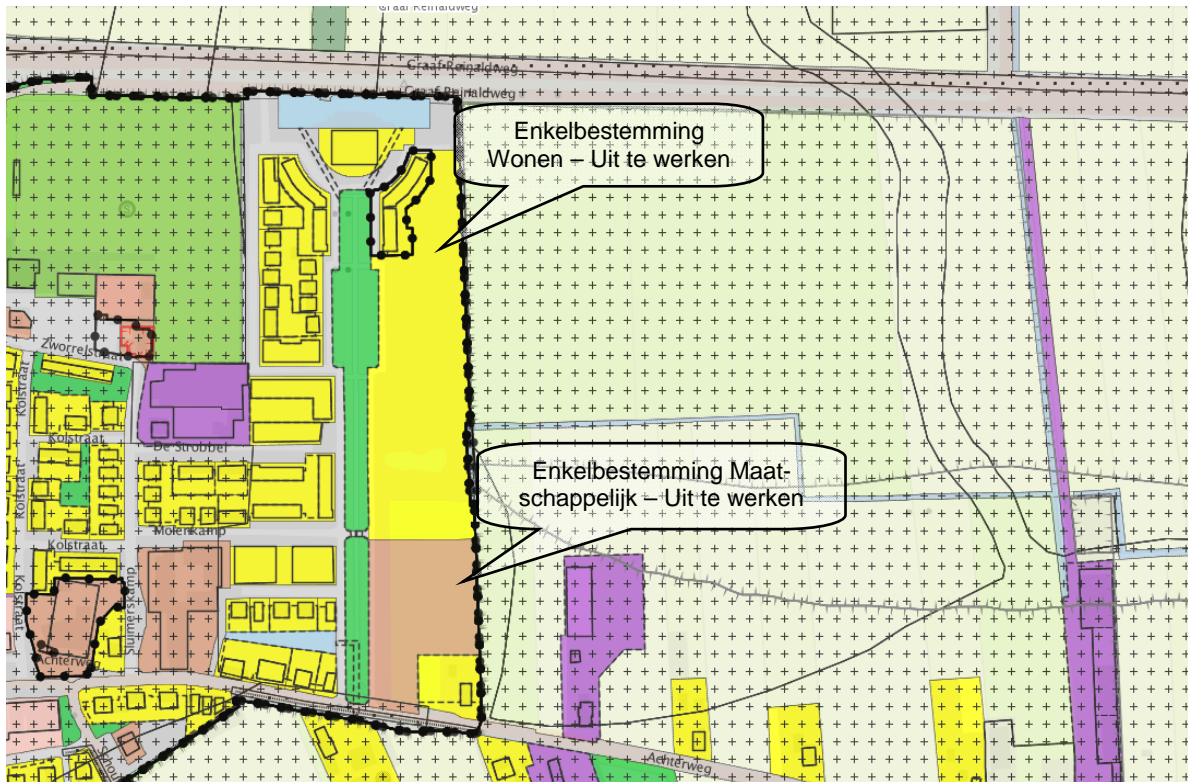 Graaf Reinaldweg
Graaf Reinaldweg
Graaf Reinaldweg
Enkelbestemming
Wonen – Uit te werken
Zworrelstraat
Kolstraat
Kolstraat
De Strobbel
Kolstraat
Enkelbestemming Maat-
schappelijk – Uit te werken
Molenkamp
Kolstraat
Kolstraat
Sluimerskamp
Achterweg
Achterweg